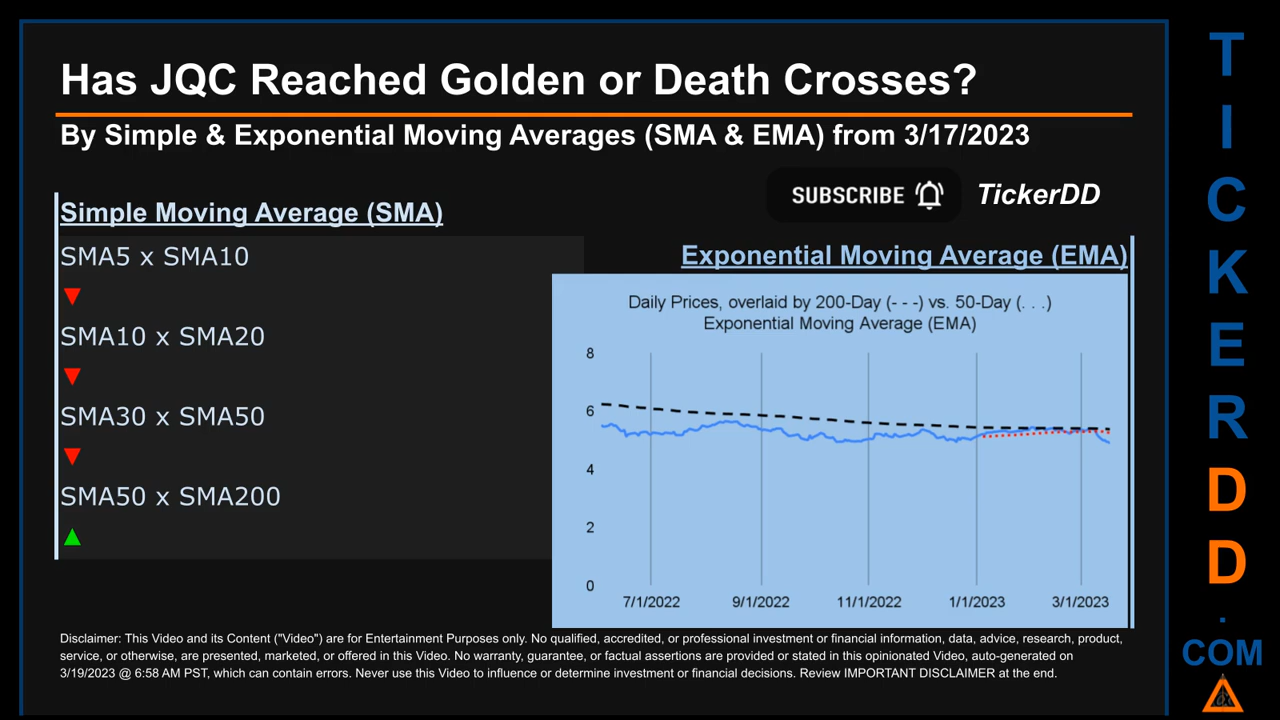 Has JQC Reached Golden or Death Crosses?
By Simple & Exponential Moving Averages (SMA & EMA) from 3/17/2023
SUBSCRIBE TickerDD
Simple Moving Average (SMA)
SMA5 x SMA10
SMA10 x SMA20
SMA30 x SMA50
SMA50 x SMA200
Exponential Moving Average (EMA)
Daily Prices, overlaid by 200-Day (- - -) vs. 50-Day (. . .)
Exponential Moving Average (EMA)
8
6
4
2
0
7/1/2022 9/1/2022 11/1/2022 1/1/2023 3/1/2023
Disclaimer: This Video and its Content ("Video") are for Entertainment Purposes only. No qualified, accredited, or professional investment or financial information, data, advice, research, product,
service, or otherwise, are presented, marketed, or offered in this Video. No warranty, guarantee, or factual assertions are provided or stated in this opinionated Video, auto-generated on
3/19/2023 @ 6:58 AM PST, which can contain errors. Never use this Video to influence or determine investment or financial decisions. Review IMPORTANT DISCLAIMER at the end.
T
I
C
K
E
R
D
D
.
COM